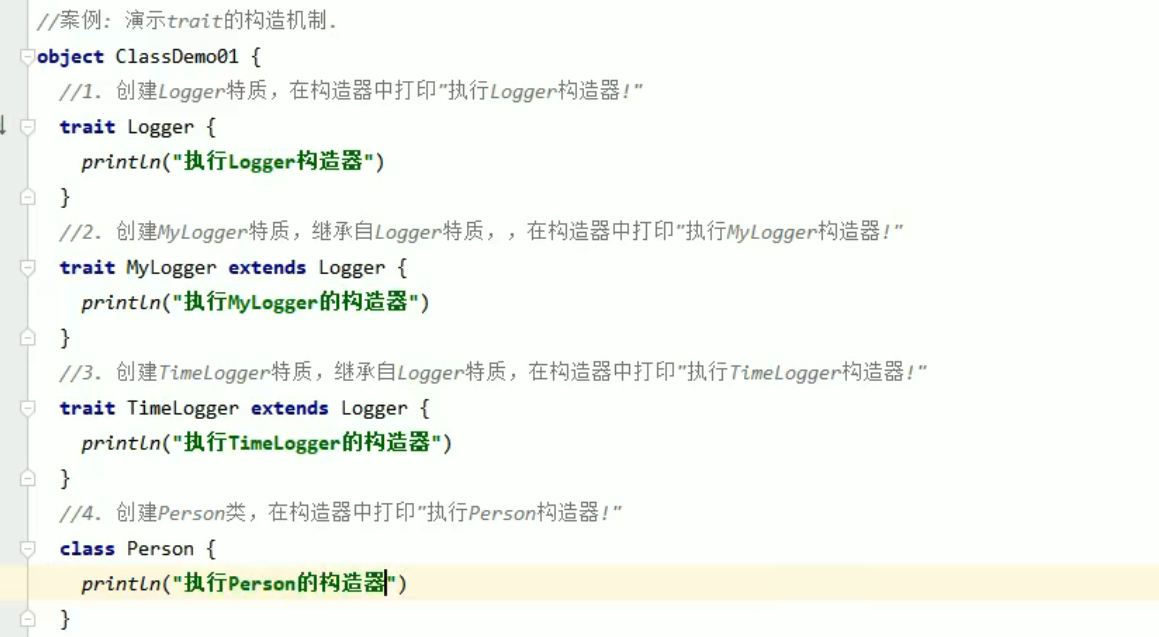 //案例: 演示trait的构造机制.
object ClassDemo01 {
//1. 创建Logger特质，在构造器中打印"执行Logger构造器!"
trait Logger {
println("执行Logger构造器")
}
//2. 创建MyLogger特质，继承自Logger特质，，在构造器中打印"执行MyLogger构造器!"
trait MyLogger extends Logger {
println("执行MyLogger的构造器")
}
//3. 创建TimeLogger特质，继承自Logger特质，在构造器中打印"执行TimeLogger构造器!"
trait TimeLogger extends Logger {
println("执行TimeLogger的构造器")
}
//4. 创建Person类，在构造器中打印"执行Person构造器!"
class Person {
println("执行Person的构造器")
}